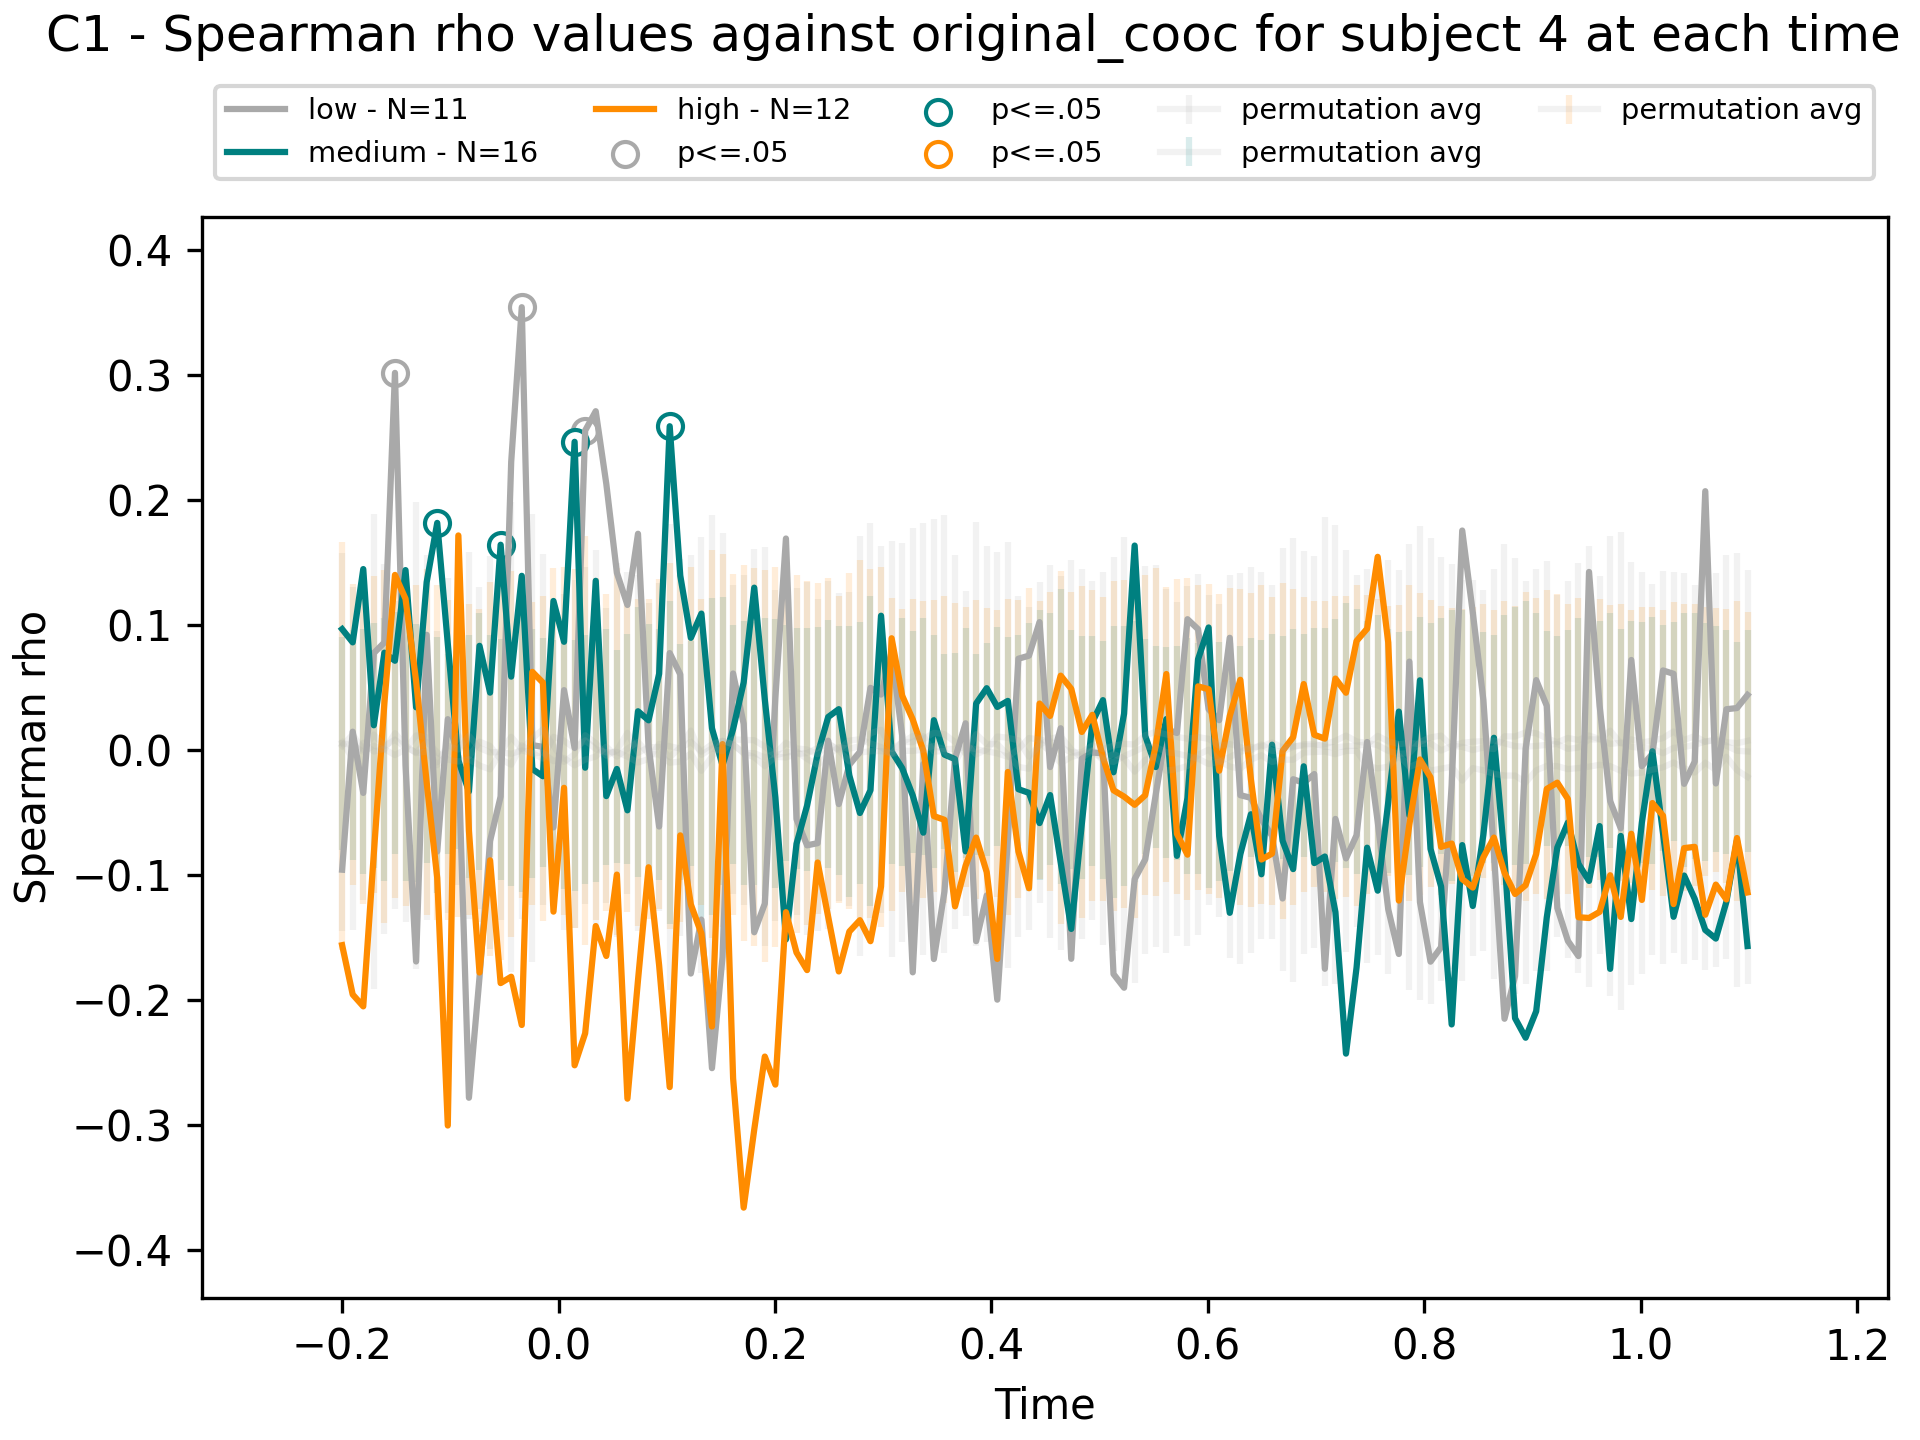 C1 - Spearman rho values against original_cooc for subject 4 at each time
low - N=11
medium - N=16
high - N=12
p<=.05
p<=.05
p<=.05
permutation avg
permutation avg
permutation avg
Spearman rho
0.4
0.3
0.2
0.1
0.0
−0.1
−0.2
−0.3
−0.4
−0.2 0.0 0.2 0.4 0.6 0.8 1.0 1.2
Time